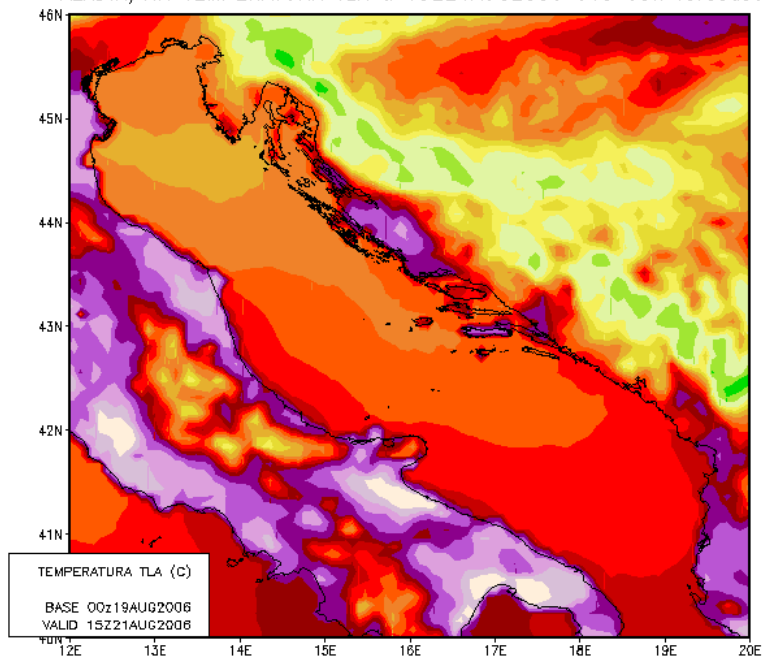 46N
45N
44N
43N
42N
41N
TEMPERATURA TLA (C)
BASE 00z19AUG2006
VALID 15Z21AUG2006
12E 13E 14E 15E 16E 17E 18E 19E 20E